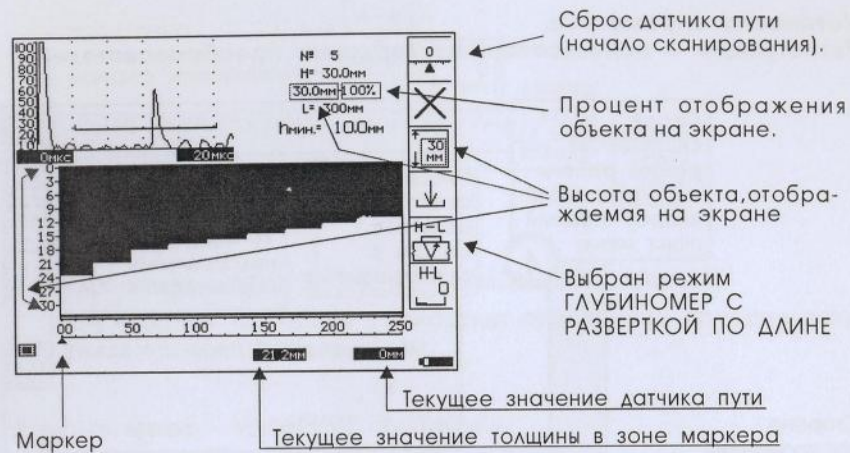 Сброс датчика пути
(начало сканирования).
100
90
80
70
60
50
40
30
20
10
0мкс
20мкс
№ 5
H= 30.0мм
30.0мм-100%
L= 300мм
hмин.= 10.0мм
0
30
мм
H-L
H-L
0
Процент отображения
объекта на экране.
Высота объекта,отобра-
жаемая на экране
Выбран режим
ГЛУБИНОМЕР С
РАЗВЕРТКОЙ ПО ДЛИНЕ
0
3
6
9
12
15
18
21
24
27
30
00 50 100 150 200 250
21.2мм
0мм
Текущее значение датчика пути
Маркер
Текущее значение толщины в зоне маркера